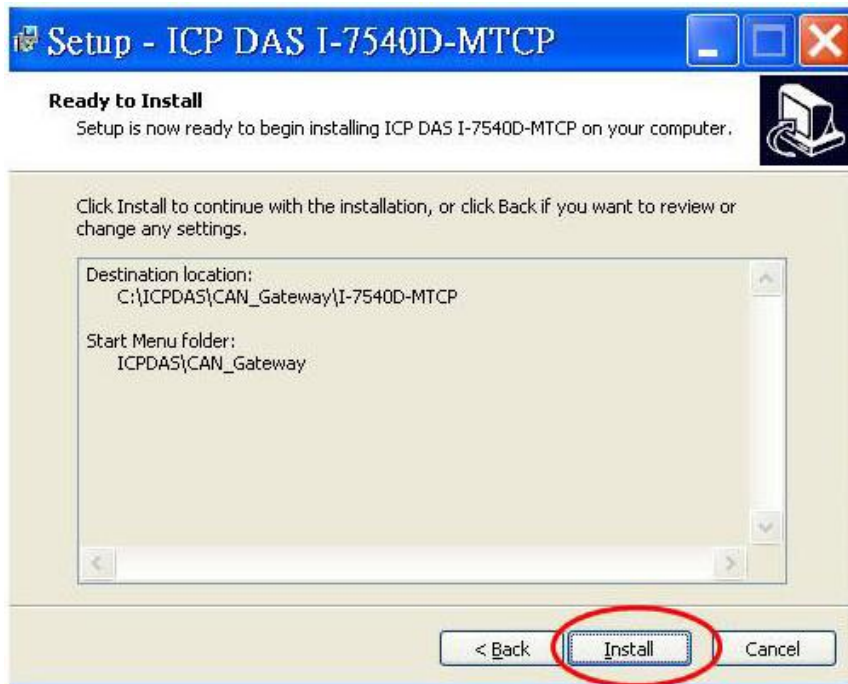 Setup - ICP DAS I-7540D-MTCP
Ready to Install
Setup is now ready to begin installing ICP DAS I-7540D-MTCP on your computer.
Click Install to continue with the installation, or click Back if you want to review or
change any settings.
Destination location:
C:\ICPDAS\CAN_Gateway\I-7540D-MTCP
Start Menu folder:
ICPDAS\CAN_Gateway
< Back
Install
Cancel